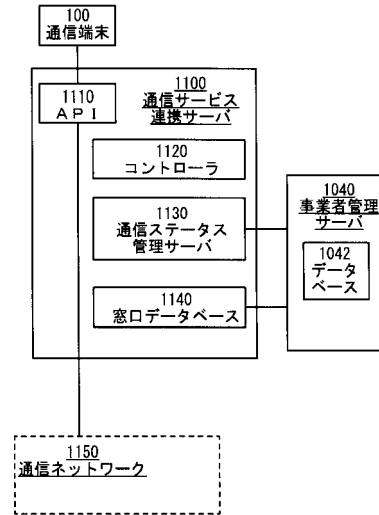 100
通信端末
1110
ＡＰＩ
1100
通信サービス
連携サーバ
1120
コントローラ
1130
通信ステータス
管理サーバ
1140
窓口データベース
1040
事業者管理
サーバ
1042
データ
ベース
1150
通信ネットワーク